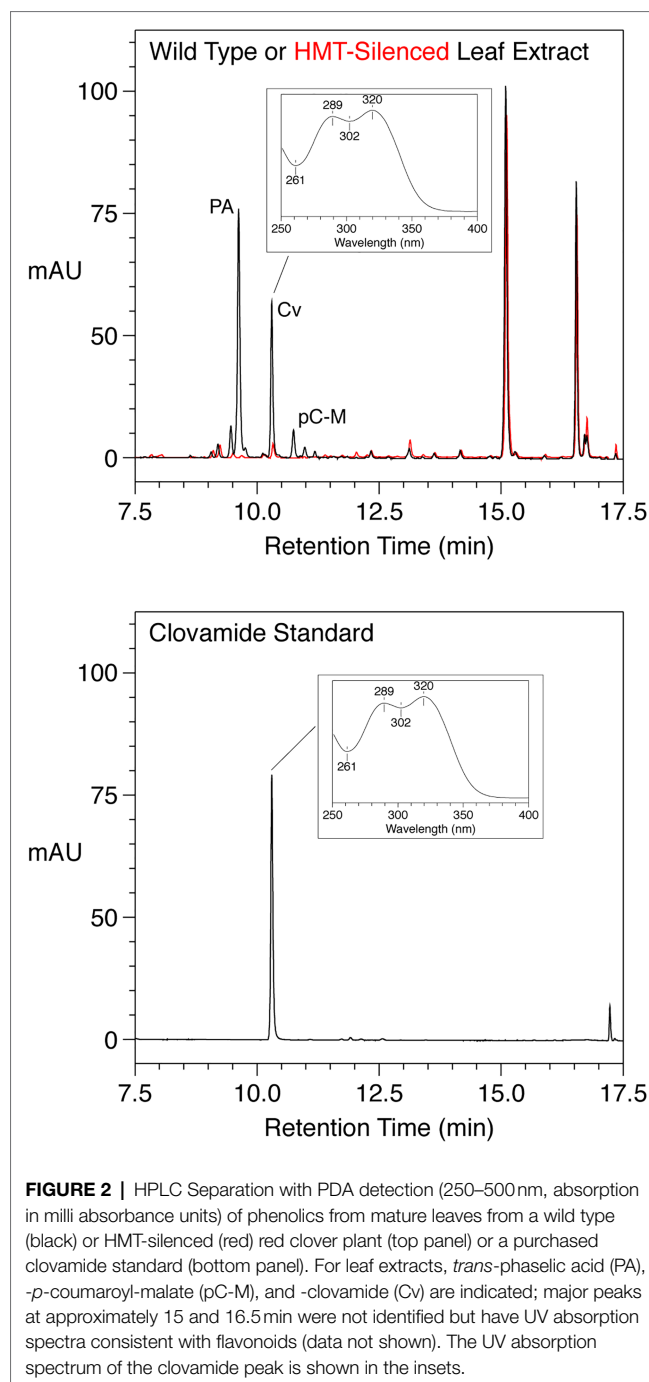 Wild Type or HMT-Silenced Leaf Extract
100
75
mAU
50
25
0
PA
Cv
pC-M
289
320
302
261
250 300 350 400
Wavelength (nm)
7.5 10.0 12.5 15.0 17.5
Retention Time (min)
Clovamide Standard
100
75
mAU
50
25
0
289
320
302
261
250 300 350 400
Wavelength (nm)
7.5 10.0 12.5 15.0 17.5
Retention Time (min)
FIGURE 2 | HPLC Separation with PDA detection (250–500 nm, absorption
in milli absorbance units) of phenolics from mature leaves from a wild type
(black) or HMT-silenced (red) red clover plant (top panel) or a purchased
clovamide standard (bottom panel). For leaf extracts, trans-phaselic acid (PA),
-p-coumaroyl-malate (pC-M), and -clovamide (Cv) are indicated; major peaks
at approximately 15 and 16.5 min were not identified but have UV absorption
spectra consistent with flavonoids (data not shown). The UV absorption
spectrum of the clovamide peak is shown in the insets.